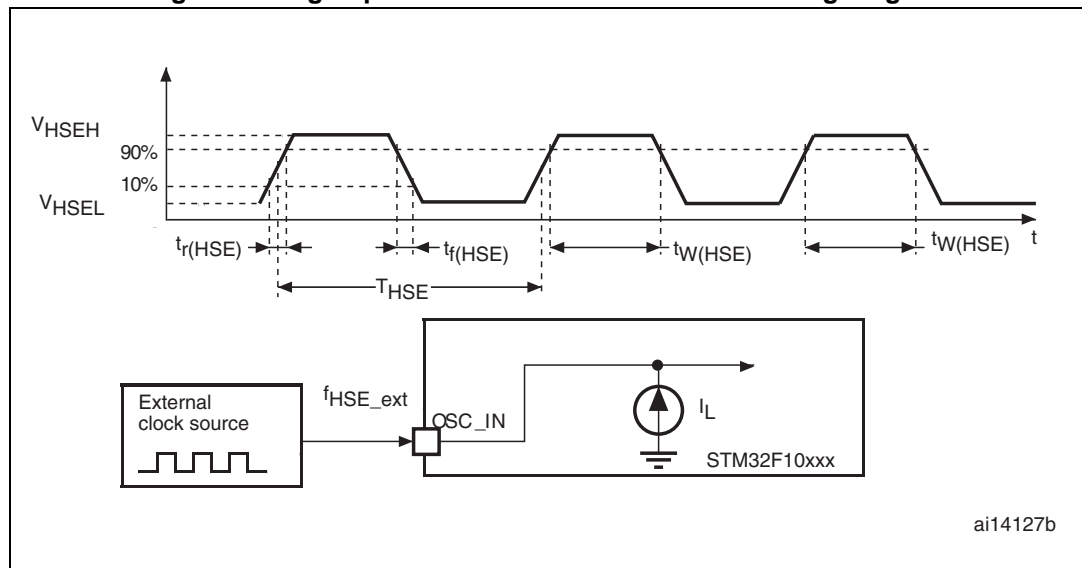 VHSEH
90%
10%
VHSEL
tr(HSE)
tf(HSE)
tW(HSE)
tW(HSE)
t
THSE
External
clock source
fHSE_ext
OSC_IN
IL
STM32F10xxx
ai14127b